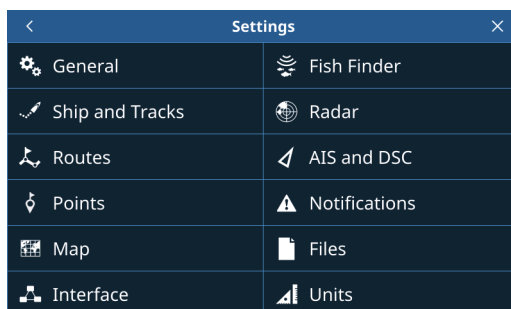 Settings
General
Fish Finder
Ship and Tracks
Radar
Routes
AIS and DSC
Points
Notifications
Map
Files
Interface
Units